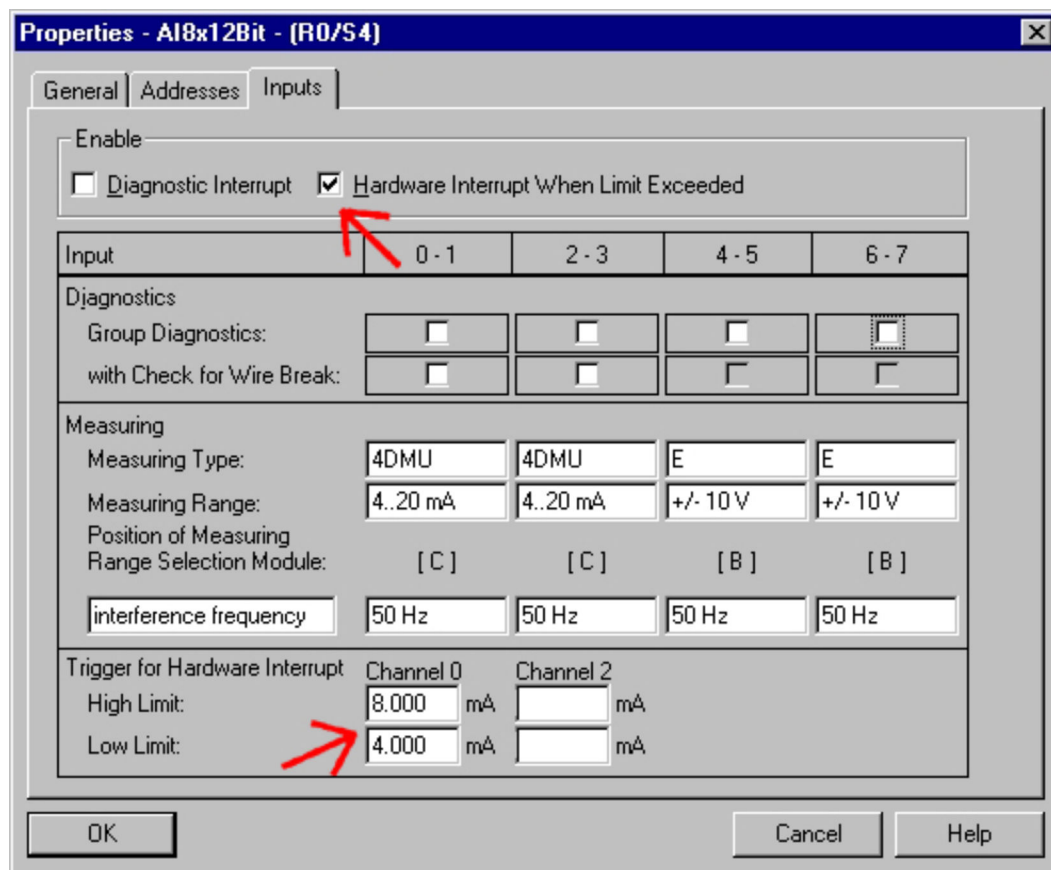 Properties - AI8x12Bit - (R0/S4)
General Addresses Inputs
Enable
Diagnostic Interrupt Hardware Interrupt When Limit Exceeded
Input 0 - 1 2 - 3 4 - 5 6 - 7
Diagnostics
Group Diagnostics:
with Check for Wire Break:
Measuring
Measuring Type: 4DMU 4DMU E E
Measuring Range: 4..20 mA 4..20 mA +/- 10 V +/- 10 V
Position of Measuring
Range Selection Module: [ C ] [ C ] [ B ] [ B ]
interference frequency 50 Hz 50 Hz 50 Hz 50 Hz
Trigger for Hardware Interrupt Channel 0 Channel 2
High Limit: 8.000 mA mA
Low Limit: 4.000 mA mA
OK Cancel Help